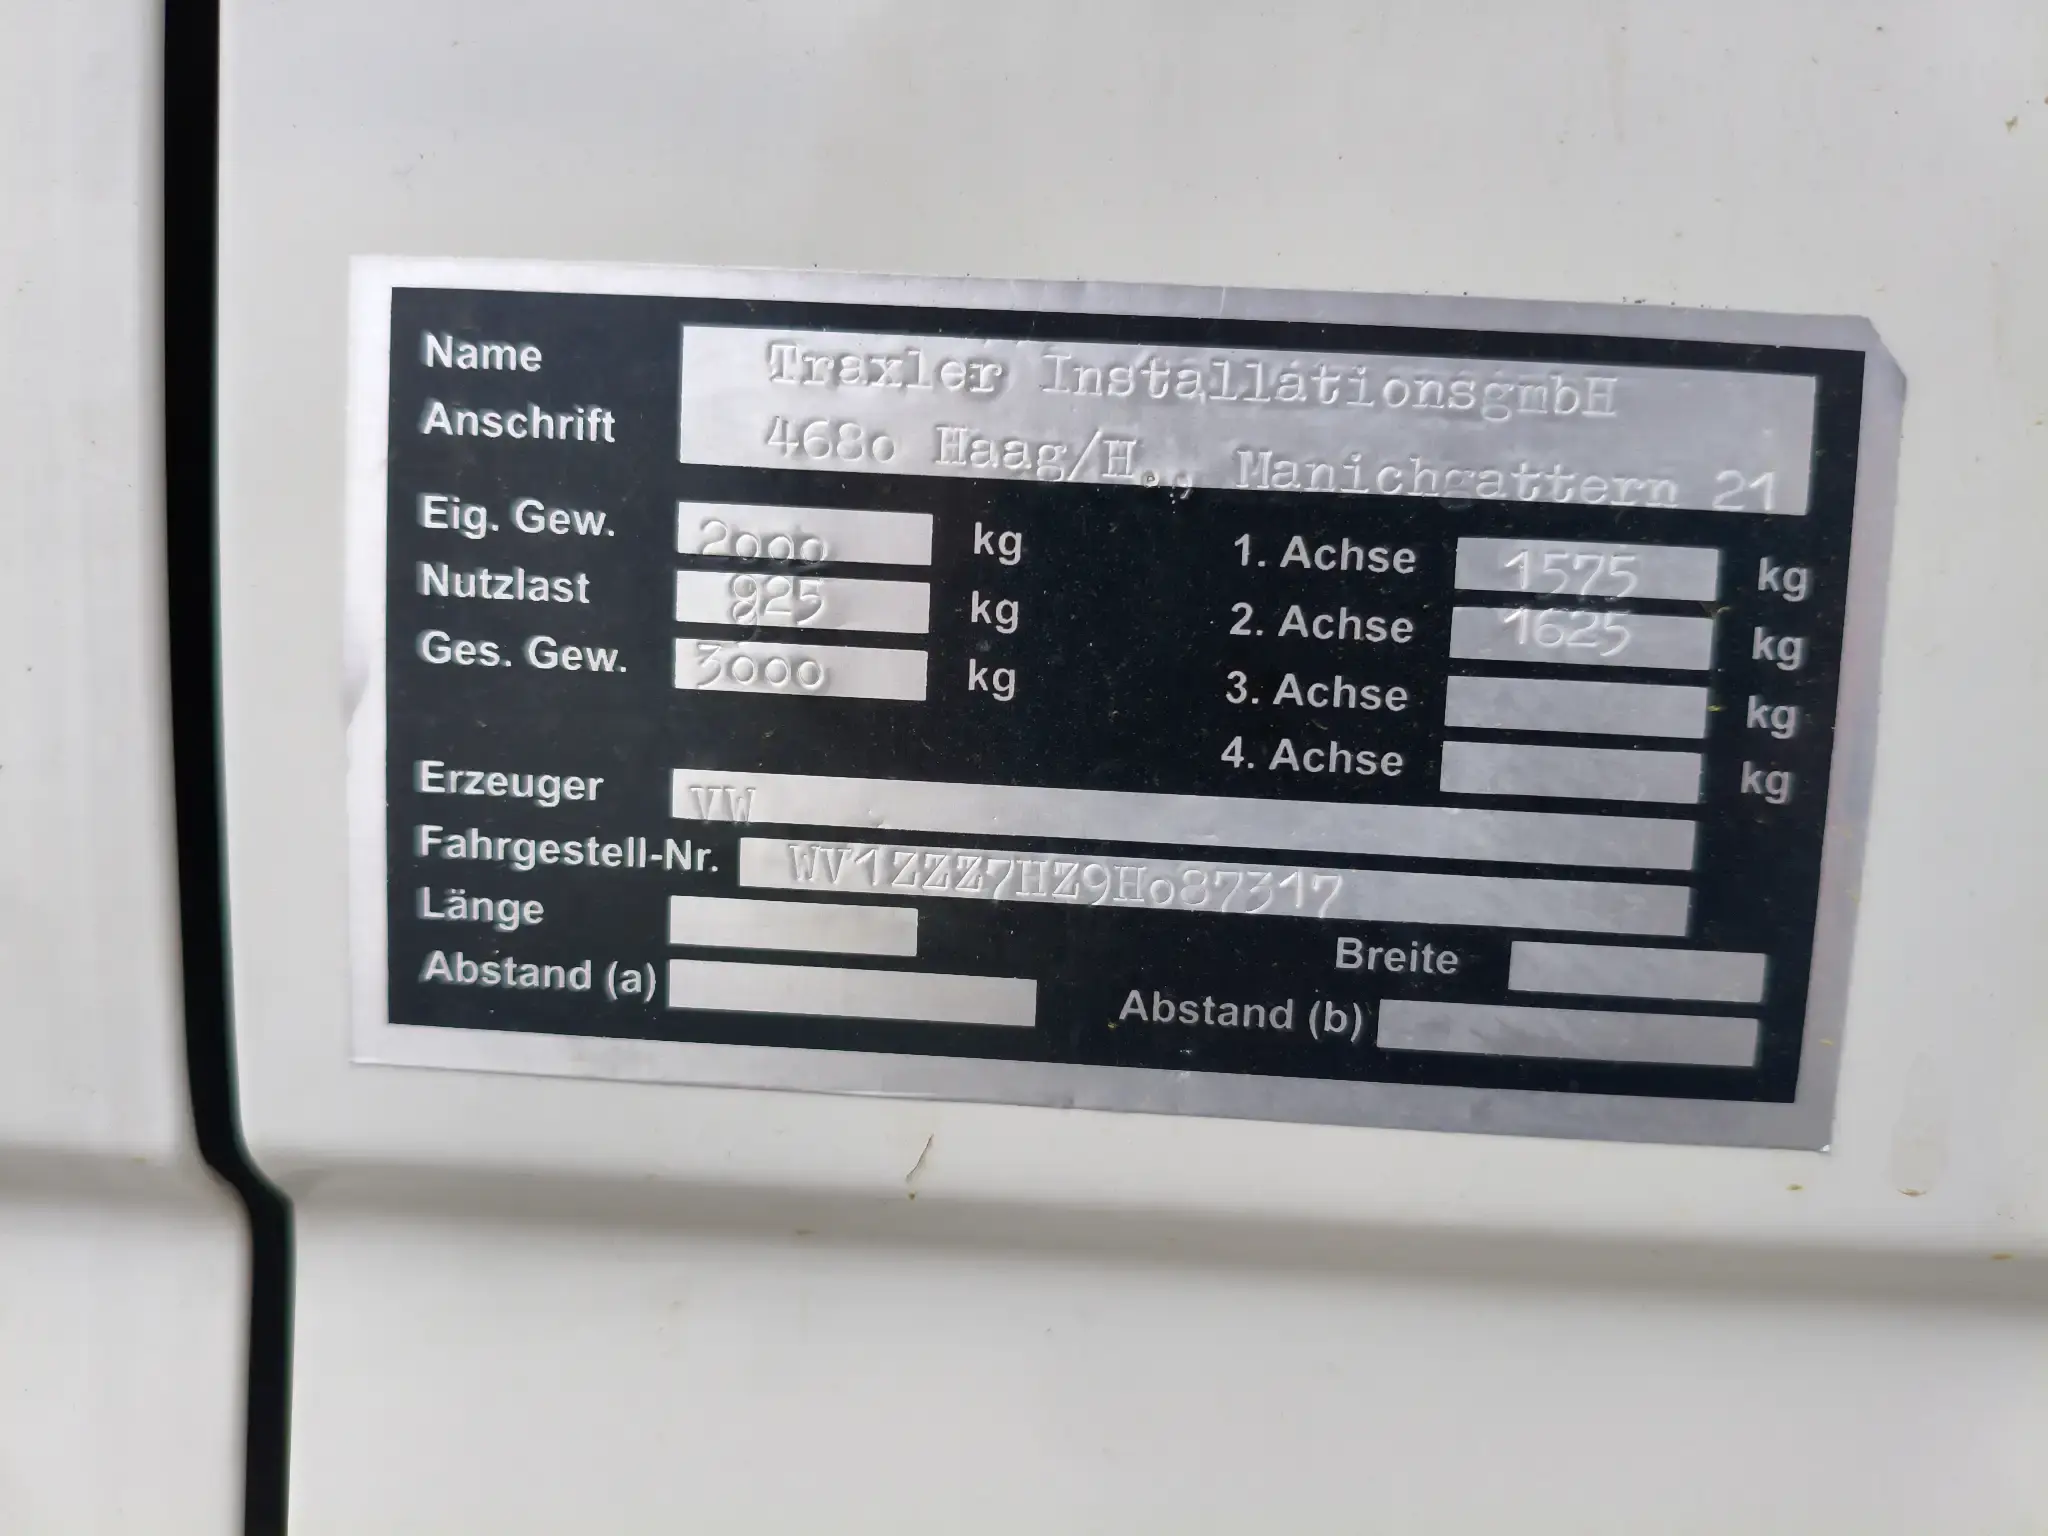 Name Traxler InstallationsgmbH
Anschrift 4680 Haag/H., Manichgattern 21
Eig. Gew. 2000 kg 1. Achse 1575 kg
Nutzlast 925 kg 2. Achse 1625 kg
Ges. Gew. 3000 kg 3. Achse kg
4. Achse kg
Erzeuger VW
Fahrgestell-Nr. WV1ZZZ7HZ9H087317
Länge Breite
Abstand (a) Abstand (b)